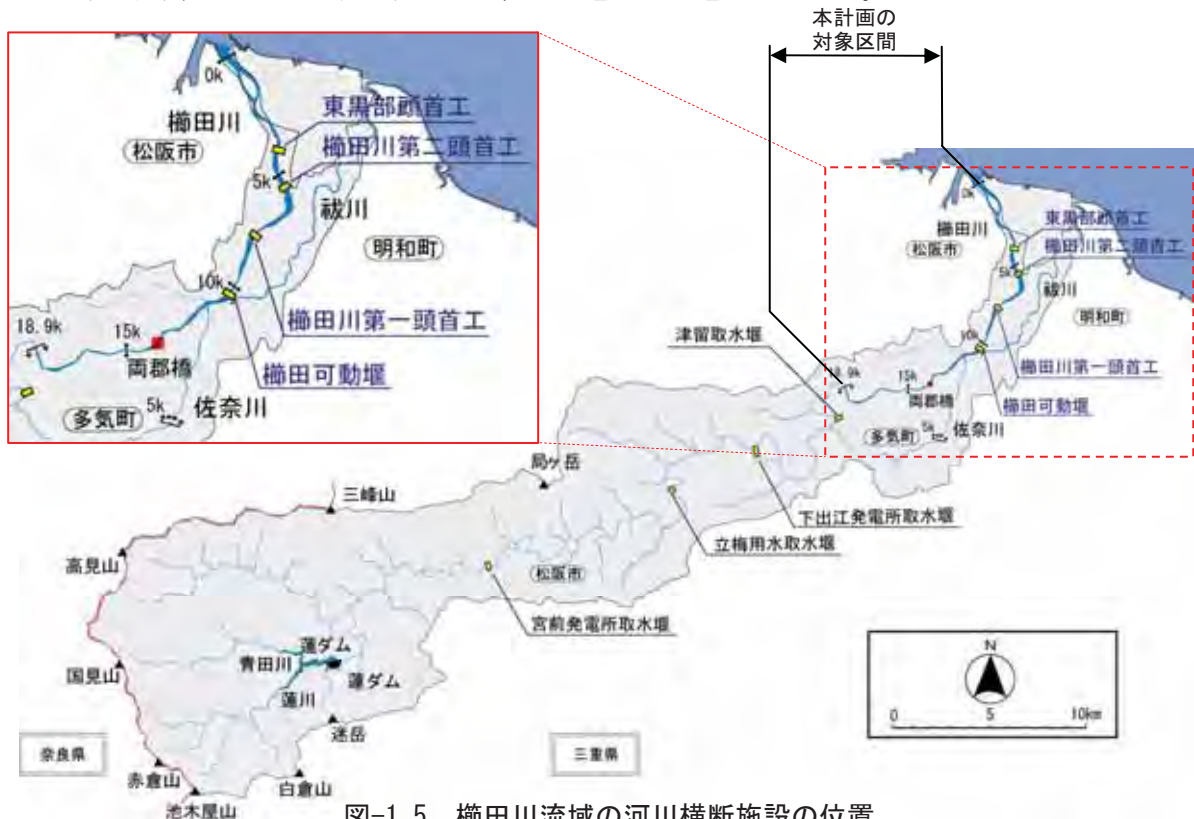 本計画の
対象区間
0k
櫛田川
松阪市
東黒部頭首工
櫛田川第二頭首工
5k
祓川
明和町
10k
櫛田川第一頭首工
18.9k
15k
両郡橋
櫛田可動堰
多気町
5k
佐奈川
0k
櫛田川
松阪市
東黒部頭首工
櫛田川第二頭首工
5k
祓川
明和町
10k
櫛田川第一頭首工
津留取水堰
18.9k
15k
両郡橋
櫛田可動堰
多気町
5k
佐奈川
局ヶ岳
三峰山
下出江発電所取水堰
立梅用水取水堰
高見山
松阪市
宮前発電所取水堰
蓮ダム
青田川
蓮ダム
国見山
蓮川
迷岳
N
0 5 10km
奈良県
三重県
赤倉山
白倉山
池木屋山
図-1.5 櫛田川流域の河川横断施設の位置